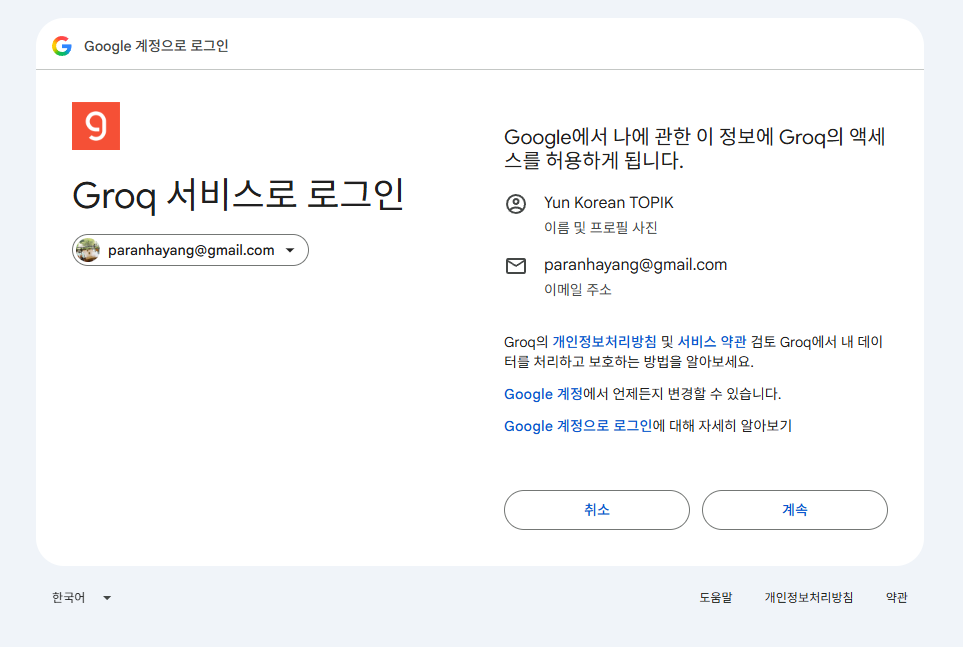 Google 계정으로 로그인
Groq 서비스로 로그인
paranhayang@gmail.com
Google에서 나에 관한 이 정보에 Groq의 액세
스를 허용하게 됩니다.
Yun Korean TOPIK
이름 및 프로필 사진
paranhayang@gmail.com
이메일 주소
Groq의 개인정보처리방침 및 서비스 약관 검토 Groq에서 내 데이
터를 처리하고 보호하는 방법을 알아보세요.
Google 계정에서 언제든지 변경할 수 있습니다.
Google 계정으로 로그인에 대해 자세히 알아보기
취소 계속
한국어 도움말 개인정보처리방침 약관